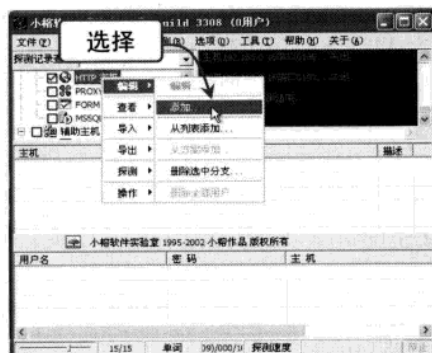 小榕软件
uild 3308 (0用户)
选择
文件(F)
(R) 选项(O) 工具(T) 帮助(H) 关于(A)
探测记录
HTTP
PROXY
FORM
MSSQL
辅助主机
编辑
查看
导入
导出
探测
操作
编辑...
添加...
从列表添加...
删除选中分支...
主机
描述
小榕软件实验室 1995-2002 小榕作品 版权所有
用户名
密码
主机
15/15
单词
探测速度